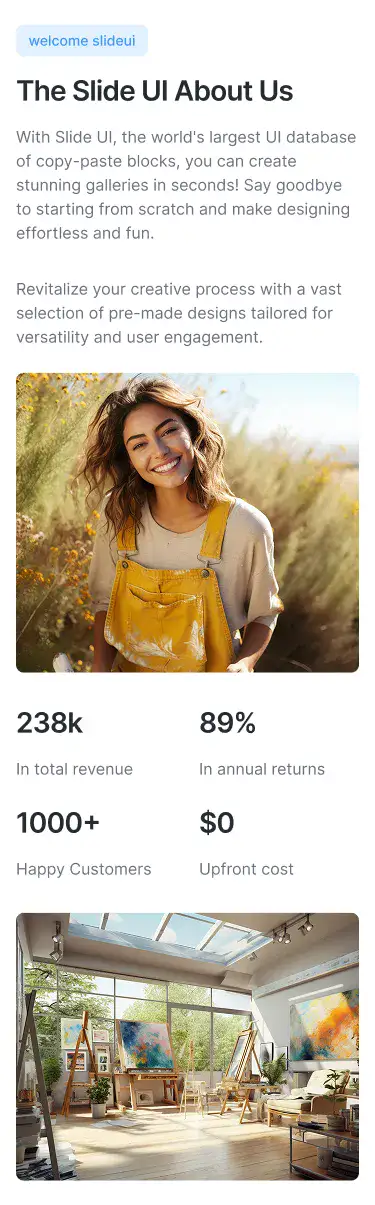 welcome slideui
The Slide UI About Us
With Slide UI, the world's largest UI database
of copy-paste blocks, you can create
stunning galleries in seconds! Say goodbye
to starting from scratch and make designing
effortless and fun.
Revitalize your creative process with a vast
selection of pre-made designs tailored for
versatility and user engagement.
238k
In total revenue
89%
In annual returns
1000+
Happy Customers
$0
Upfront cost